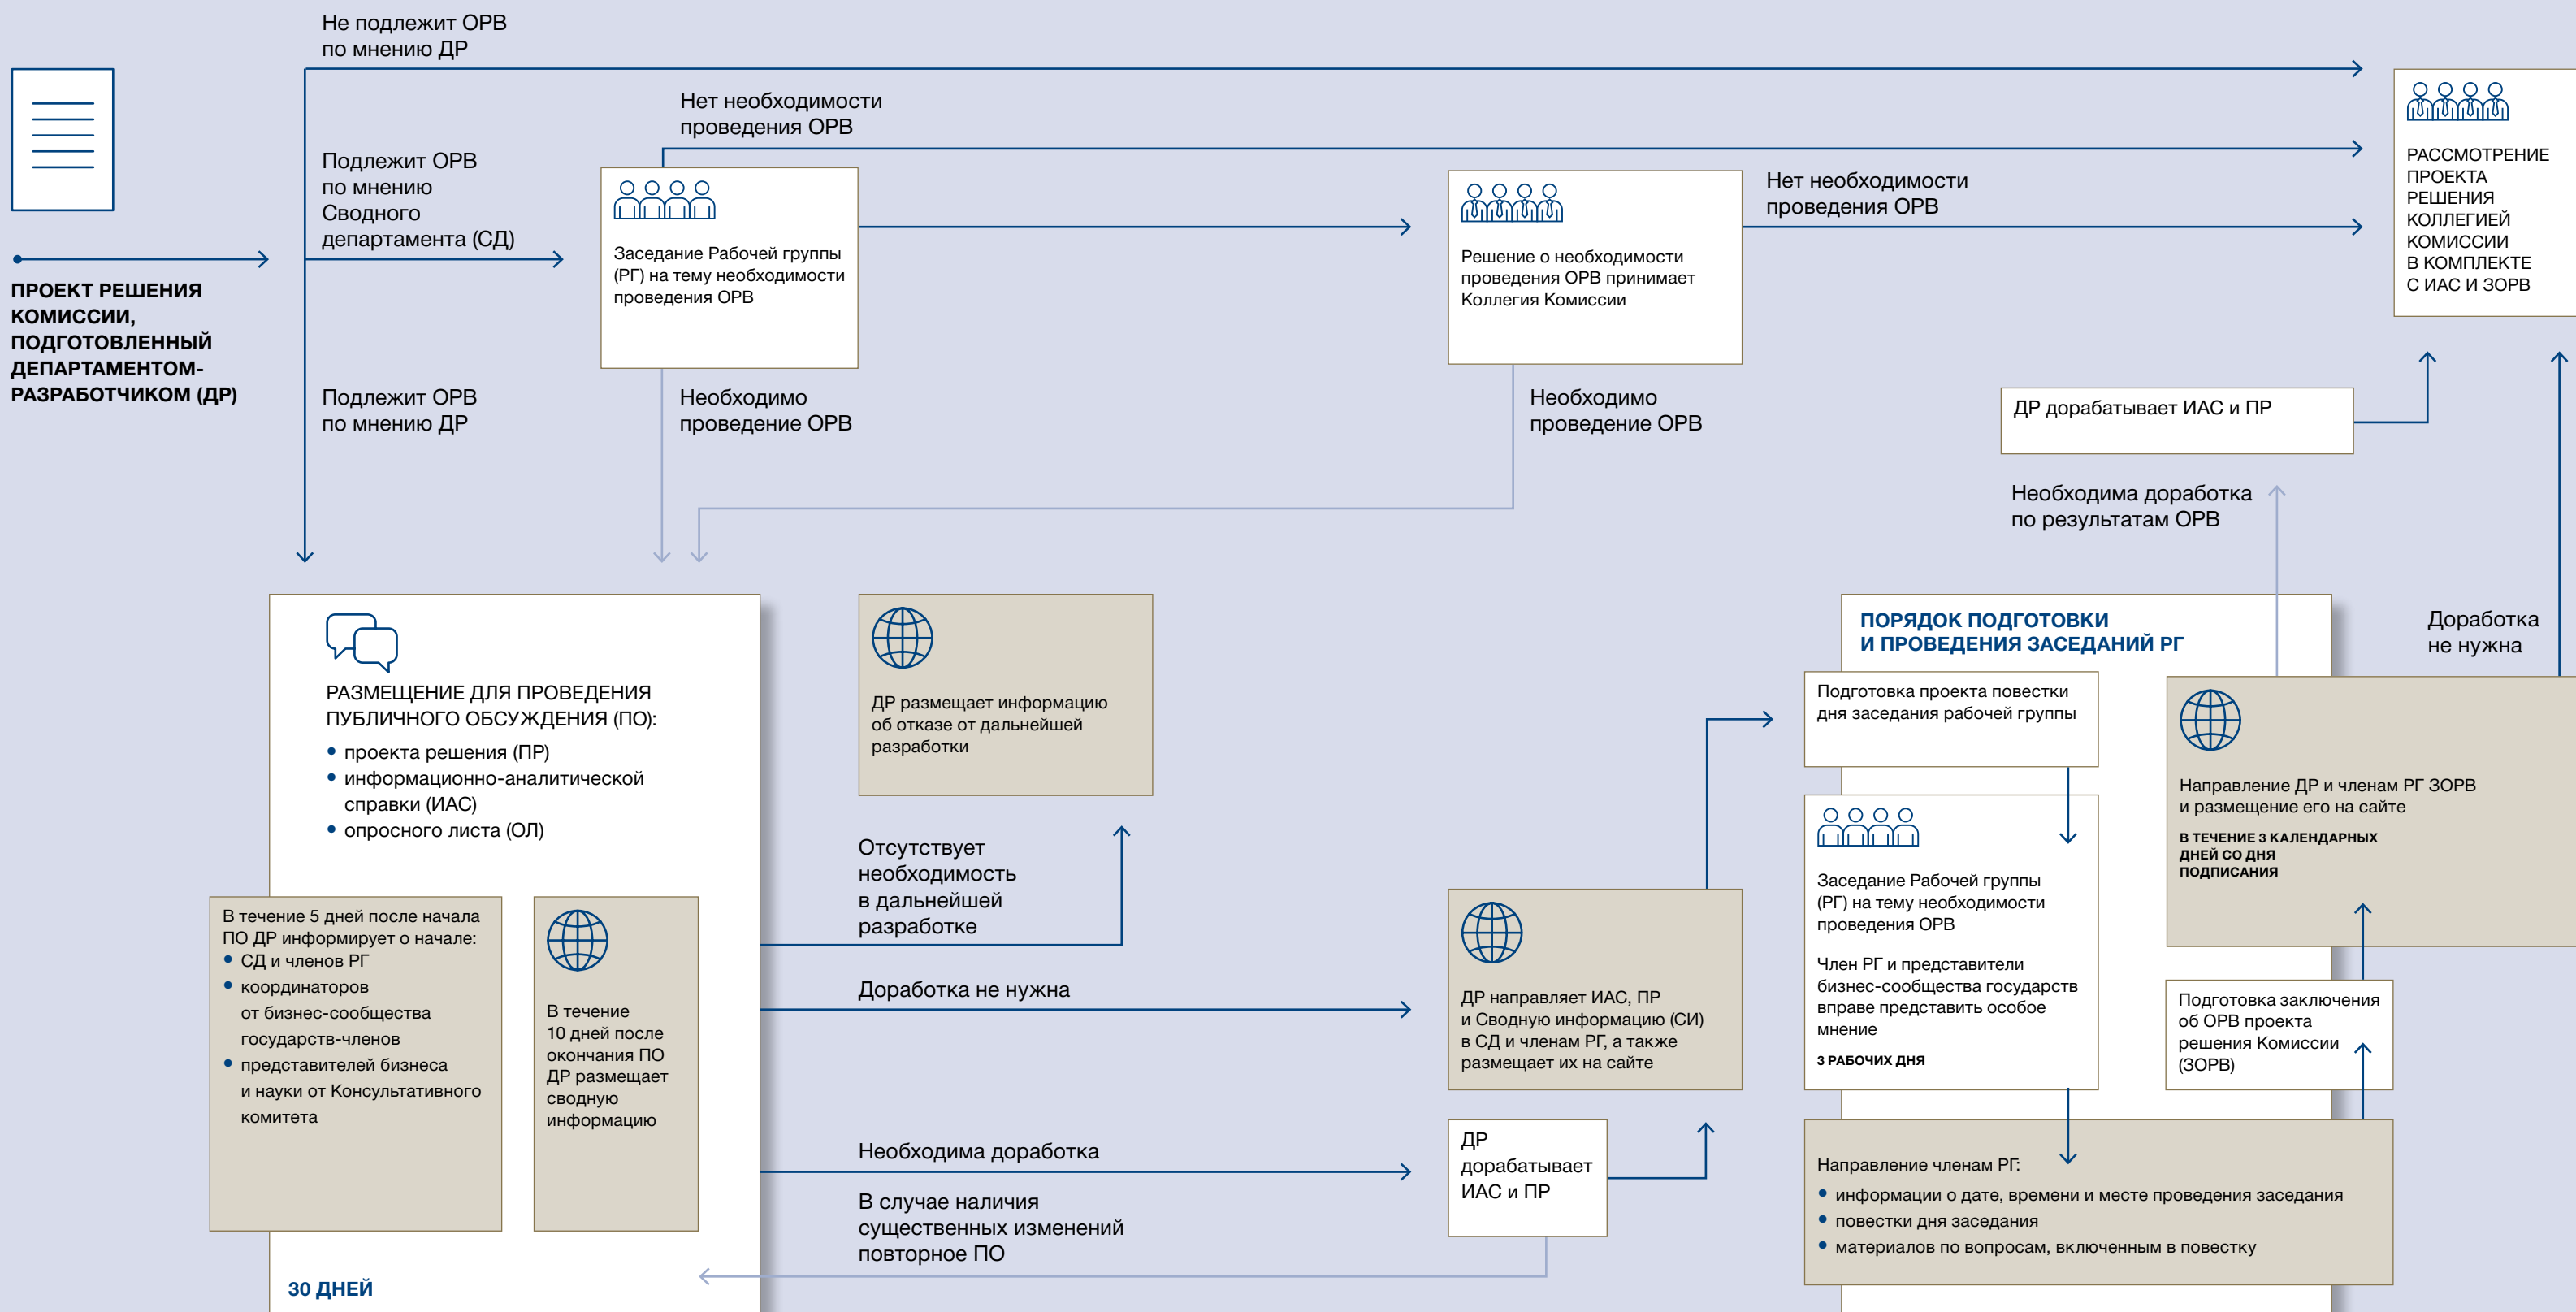 Не подлежит ОРВ
по мнению ДР
ПРОЕКТ РЕШЕНИЯ
КОМИССИИ,
ПОДГОТОВЛЕННЫЙ
ДЕПАРТАМЕНТОМ-
РАЗРАБОТЧИКОМ (ДР)
Подлежит ОРВ
по мнению
Сводного
департамента (СД)
Подлежит ОРВ
по мнению ДР
Нет необходимости
проведения ОРВ
Заседание Рабочей группы
(РГ) на тему необходимости
проведения ОРВ
Необходимо
проведение ОРВ
Решение о необходимости
проведения ОРВ принимает
Коллегия Комиссии
Нет необходимости
проведения ОРВ
Необходимо
проведение ОРВ
РАССМОТРЕНИЕ
ПРОЕКТА
РЕШЕНИЯ
КОЛЛЕГИЕЙ
КОМИССИИ
В КОМПЛЕКТЕ
С ИАС И ЗОРВ
ДР дорабатывает ИАС и ПР
Необходима доработка
по результатам ОРВ
Доработка
не нужна
РАЗМЕЩЕНИЕ ДЛЯ ПРОВЕДЕНИЯ
ПУБЛИЧНОГО ОБСУЖДЕНИЯ (ПО):
• проекта решения (ПР)
• информационно-аналитической
справки (ИАС)
• опросного листа (ОЛ)
В течение 5 дней после начала
ПО ДР информирует о начале:
• СД и членов РГ
• координаторов
от бизнес-сообщества
государств-членов
• представителей бизнеса
и науки от Консультативного
комитета
В течение
10 дней после
окончания ПО
ДР размещает
сводную
информацию
30 ДНЕЙ
ДР размещает информацию
об отказе от дальнейшей
разработки
Отсутствует
необходимость
в дальнейшей
разработке
Доработка не нужна
Необходима доработка
В случае наличия
существенных изменений
повторное ПО
ДР направляет ИАС, ПР
и Сводную информацию (СИ)
в СД и членам РГ, а также
размещает их на сайте
ДР
дорабатывает
ИАС и ПР
ПОРЯДОК ПОДГОТОВКИ
И ПРОВЕДЕНИЯ ЗАСЕДАНИЙ РГ
Подготовка проекта повестки
дня заседания рабочей группы
Заседание Рабочей группы
(РГ) на тему необходимости
проведения ОРВ
Член РГ и представители
бизнес-сообщества государств
вправе представить особое
мнение
3 РАБОЧИХ ДНЯ
Направление членам РГ:
• информации о дате, времени и месте проведения заседания
• повестки дня заседания
• материалов по вопросам, включенным в повестку
Подготовка заключения
об ОРВ проекта
решения Комиссии
(ЗОРВ)
Направление ДР и членам РГ ЗОРВ
и размещение его на сайте
В ТЕЧЕНИЕ 3 КАЛЕНДАРНЫХ
ДНЕЙ СО ДНЯ
ПОДПИСАНИЯ